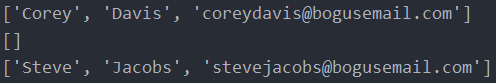 ['Corey', 'Davis', 'coreydavis@bogusemail.com']
[]
['Steve', 'Jacobs', 'stevejacobs@bogusemail.com']